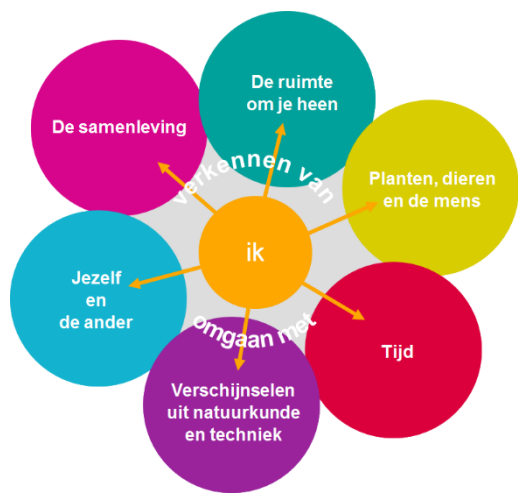 De ruimte
om je heen
De samenleving
verkennen van
Planten, dieren
en de mens
ik
Jezelf
en
de ander
omgaan met
Tijd
Verschijnselen
uit natuurkunde
en techniek